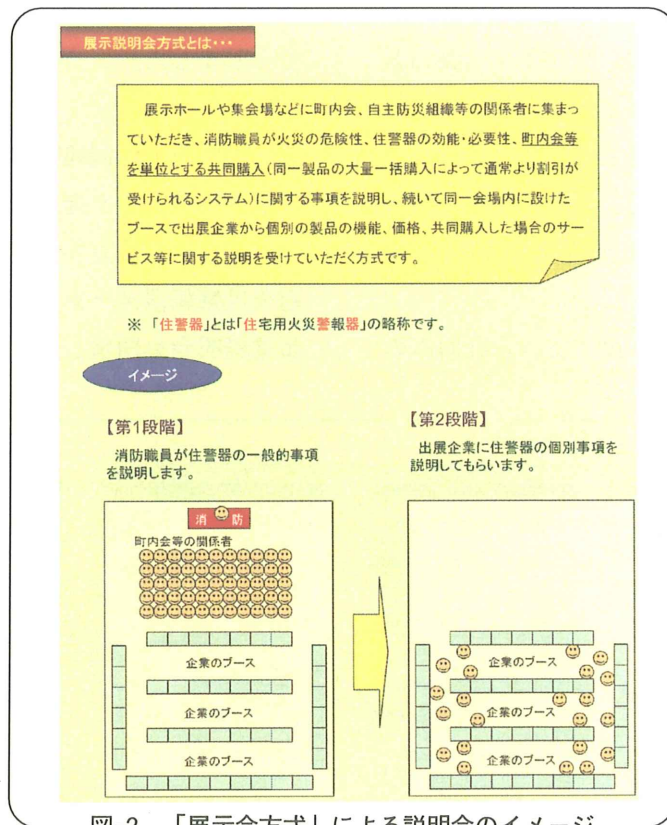 展示説明会方式とは･･･
展示ホールや集会場などに町内会、自主防災組織等の関係者に集まっ
ていただき、消防職員が火災の危険性、住警器の効能･必要性、町内会等
を単位とする共同購入(同一製品の大量一括購入によって通常より割引が
受けられるシステム)に関する事項を説明し、続いて同一会場内に設けた
ブースで出展企業から個別の製品の機能、価格、共同購入した場合のサー
ビス等に関する説明を受けていただく方式です。
※ 「住警器」とは「住宅用火災警報器」の略称です。
イメージ
【第1段階】
消防職員が住警器の一般的事項
を説明します。
【第2段階】
出展企業に住警器の個別事項を
説明してもらいます。
消 防
町内会等の関係者
企業のブース
企業のブース
企業のブース
企業のブース
企業のブース
企業のブース
図 2 「展示会方式」による説明会のイメージ